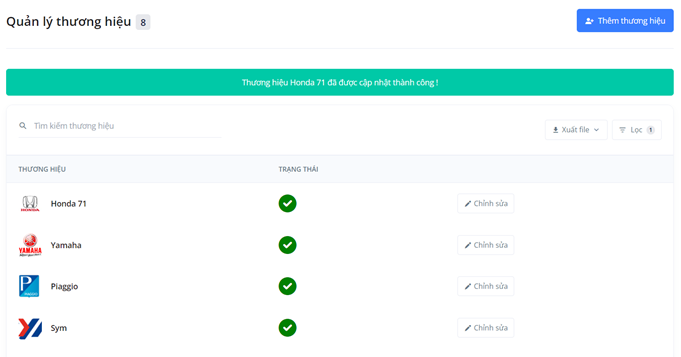 Quản lý thương hiệu 8
Thêm thương hiệu
Thương hiệu Honda 71 đã được cập nhật thành công !
Tìm kiếm thương hiệu
Xuất file
Lọc 1
THƯƠNG HIỆU TRẠNG THÁI
HONDA Honda 71 Chỉnh sửa
YAMAHA Yamaha Chỉnh sửa
Piaggio Chỉnh sửa
Sym Chỉnh sửa